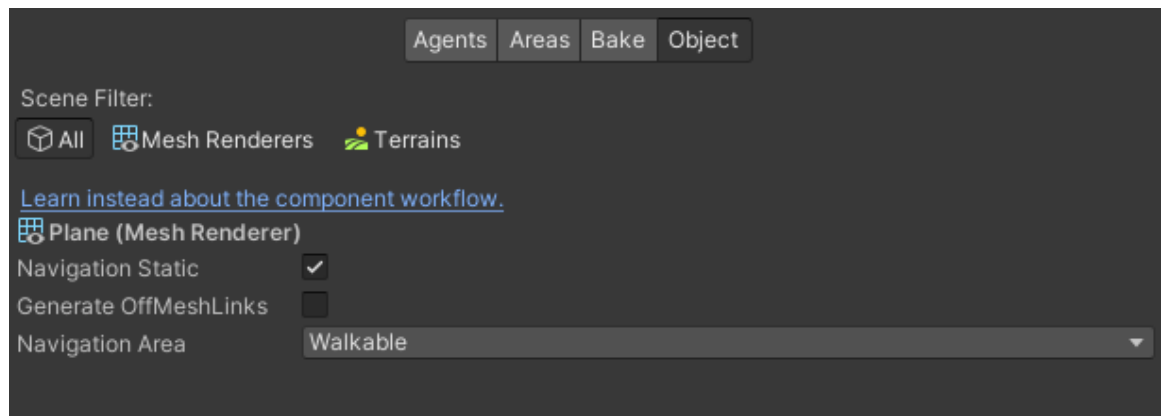 Agents Areas Bake Object
Scene Filter:
All Mesh Renderers Terrains
Learn instead about the component workflow.
Plane (Mesh Renderer)
Navigation Static
Generate OffMeshLinks
Navigation Area Walkable